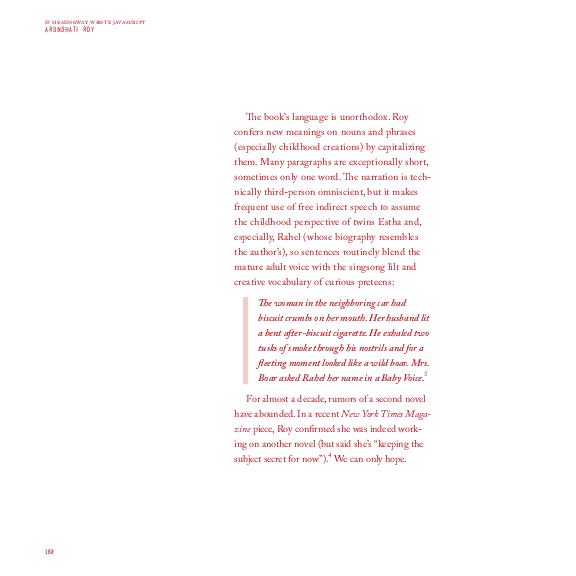 IF HEMINGWAY WROTE JAVASCRIPT
ARUNDHATI ROY
The book's language is unorthodox. Roy
confers new meanings on nouns and phrases
(especially childhood creations) by capitalizing
them. Many paragraphs are exceptionally short,
sometimes only one word. The narration is tech-
nically third-person omniscient, but it makes
frequent use of free indirect speech to assume
the childhood perspective of twins Estha and,
especially, Rahel (whose biography resembles
the author's), so sentences routinely blend the
mature adult voice with the singsong lilt and
creative vocabulary of curious preteens:
The woman in the neighboring car had
biscuit crumbs on her mouth. Her husband lit
a bent after-biscuit cigarette. He exhaled two
tusks of smoke through his nostrils and for a
fleeting moment looked like a wild boar. Mrs.
Boar asked Rahel her name in a Baby Voice.3
For almost a decade, rumors of a second novel
have abounded. In a recent New York Times Maga-
zine piece, Roy confirmed she was indeed work-
ing on another novel (but said she's "keeping the
subject secret for now").4 We can only hope.
160